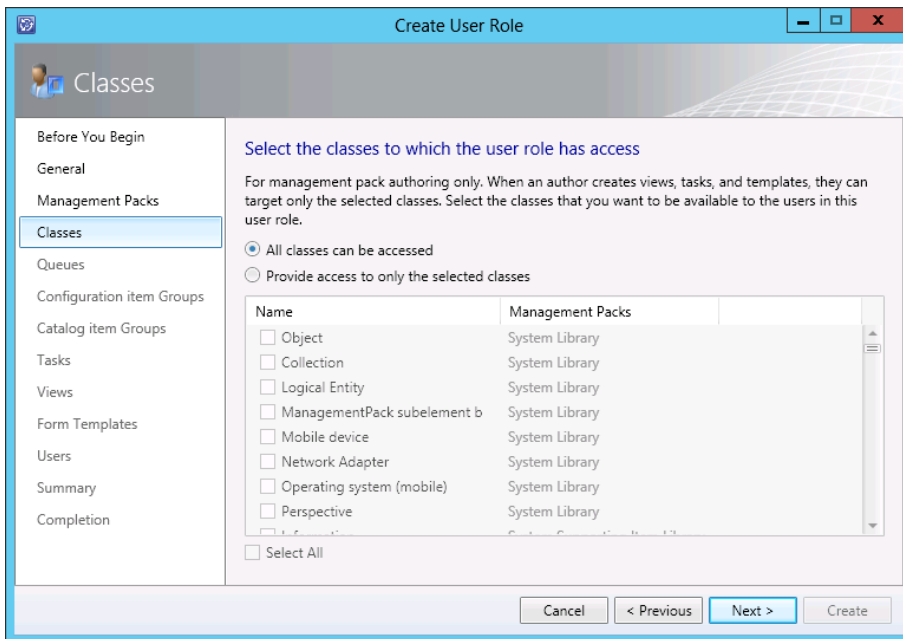 Create User Role
Classes
Before You Begin
General
Management Packs
Classes
Queues
Configuration item Groups
Catalog item Groups
Tasks
Views
Form Templates
Users
Summary
Completion
Select the classes to which the user role has access
For management pack authoring only. When an author creates views, tasks, and templates, they can
target only the selected classes. Select the classes that you want to be available to the users in this
user role.
All classes can be accessed
Provide access to only the selected classes
Name Management Packs
Object System Library
Collection System Library
Logical Entity System Library
ManagementPack subelement b System Library
Mobile device System Library
Network Adapter System Library
Operating system (mobile) System Library
Perspective System Library
Select All
Cancel < Previous Next > Create